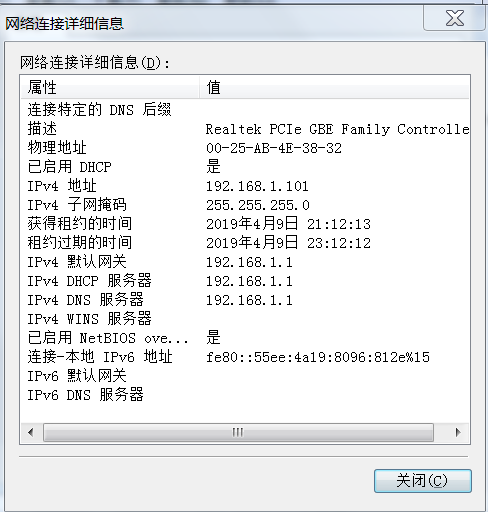 网络连接详细信息
网络连接详细信息(D):
属性 值
连接特定的 DNS 后缀
描述 Realtek PCIe GBE Family Controlle
物理地址 00-25-AB-4E-38-32
已启用 DHCP 是
IPv4 地址 192.168.1.101
IPv4 子网掩码 255.255.255.0
获得租约的时间 2019年4月9日 21:12:13
租约过期的时间 2019年4月9日 23:12:12
IPv4 默认网关 192.168.1.1
IPv4 DHCP 服务器 192.168.1.1
IPv4 DNS 服务器 192.168.1.1
IPv4 WINS 服务器
已启用 NetBIOS ove... 是
连接-本地 IPv6 地址 fe80::55ee:4a19:8096:812e%15
IPv6 默认网关
IPv6 DNS 服务器
关闭(C)